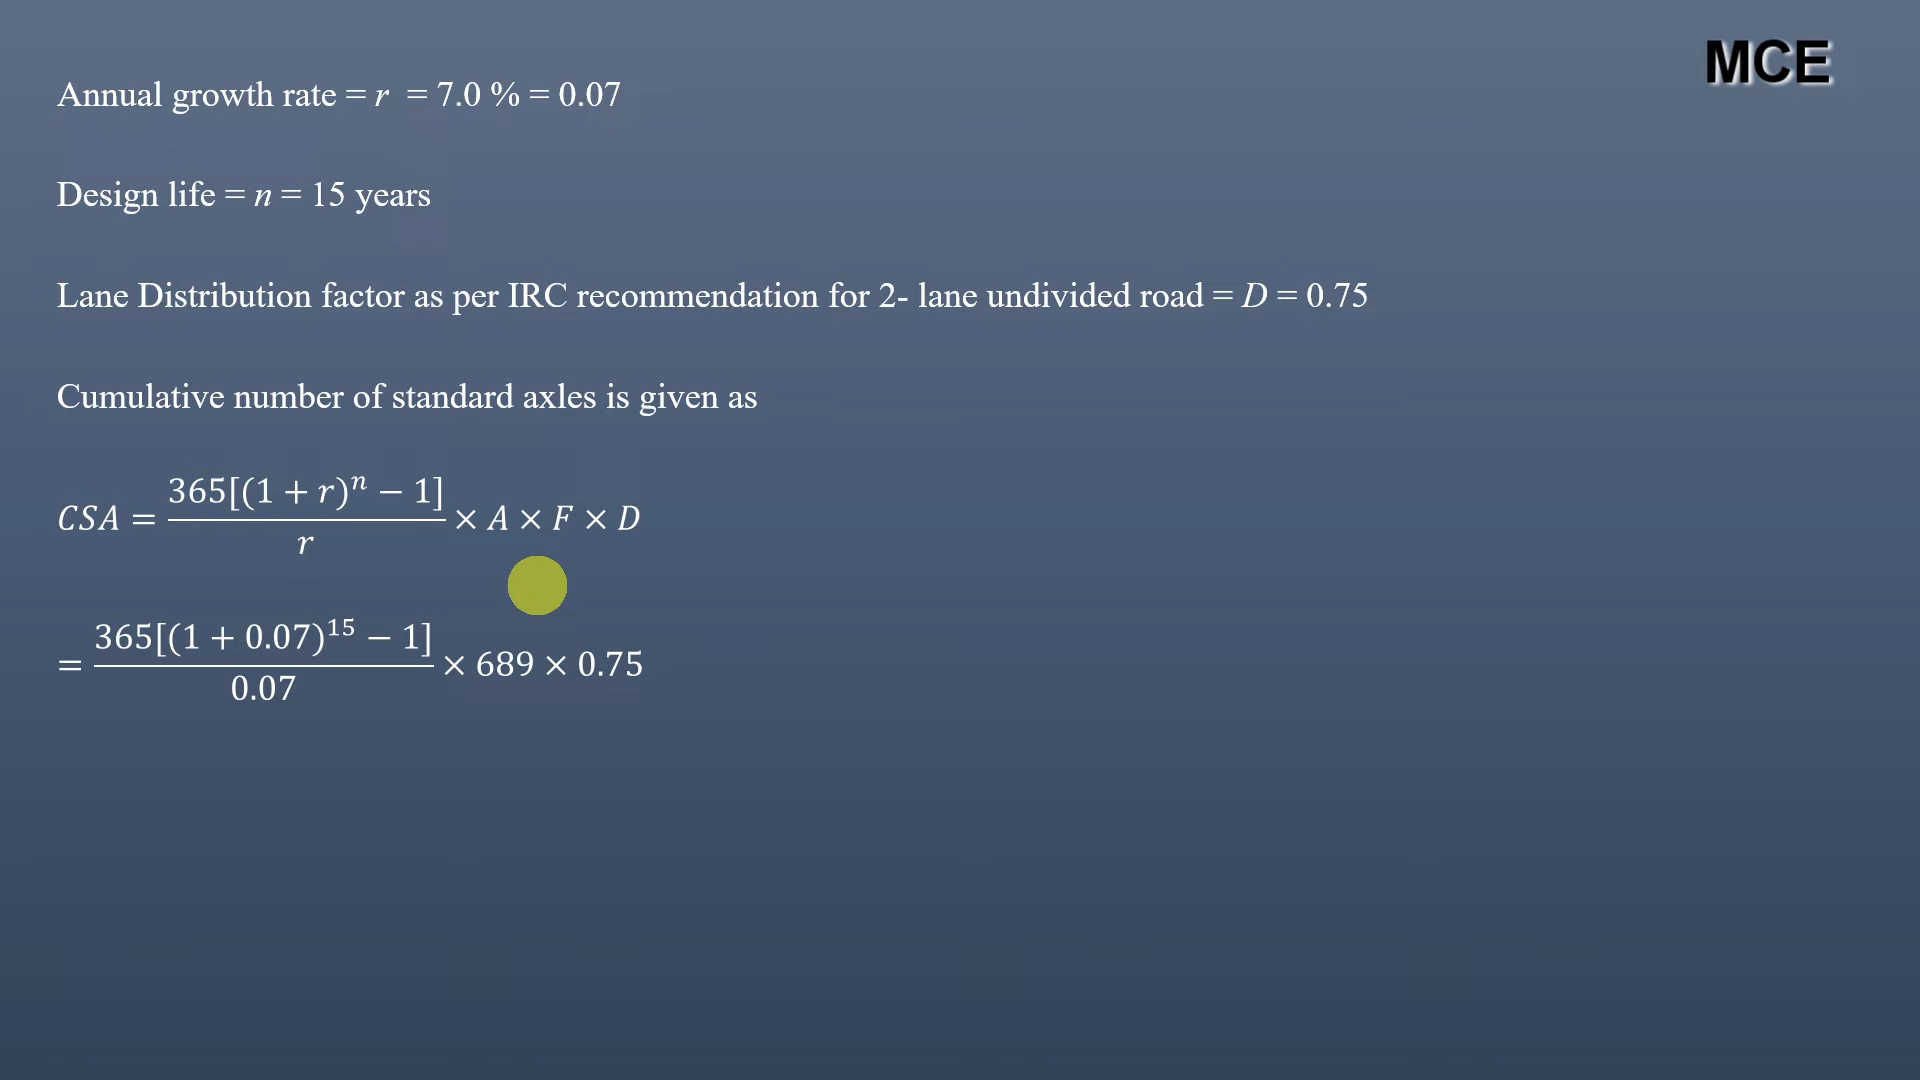 MCE
Annual growth rate = r = 7.0 % = 0.07
Design life = n = 15 years
Lane Distribution factor as per IRC recommendation for 2- lane undivided road = D = 0.75
Cumulative number of standard axles is given as
CSA = 365[(1 + r)^n − 1] / r × A × F × D
= 365[(1 + 0.07)^15 − 1] / 0.07 × 689 × 0.75